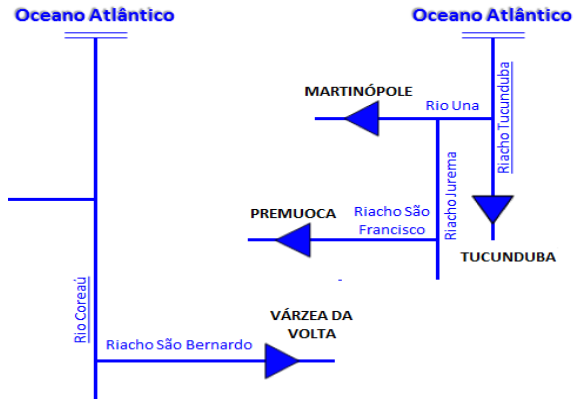 Oceano Atlântico
Oceano Atlântico
MARTINÓPOLE
Rio Una
Riacho Tucunduba
Riacho Jurema
PREMUOCA
Riacho São
Francisco
TUCUNDUBA
Rio Coreaú
VÁRZEA DA
VOLTA
Riacho São Bernardo